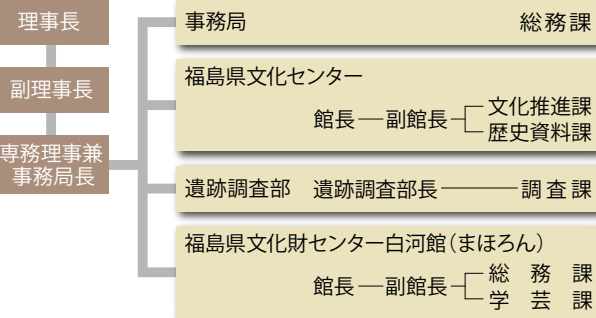 理事長
副理事長
専務理事兼
事務局長
事務局 総務課
福島県文化センター
館長 副館長 文化推進課
歴史資料課
遺跡調査部 遺跡調査部長 調査課
福島県文化財センター白河館(まほろん)
館長 副館長 総務課
学芸課